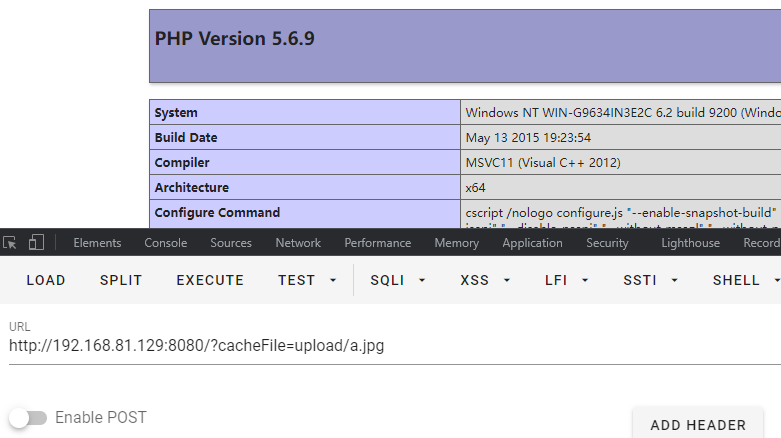 PHP Version 5.6.9
System Windows NT WIN-G9634IN3E2C 6.2 build 9200 (Windo
Build Date May 13 2015 19:23:54
Compiler MSVC11 (Visual C++ 2012)
Architecture x64
Configure Command cscript /nologo configure.js "--enable-snapshot-build"
Elements Console Sources Network Performance Memory Application Security Lighthouse Record
LOAD SPLIT EXECUTE TEST SQLI XSS LFI SSTI SHELL
URL
http://192.168.81.129:8080/?cacheFile=upload/a.jpg
Enable POST
ADD HEADER